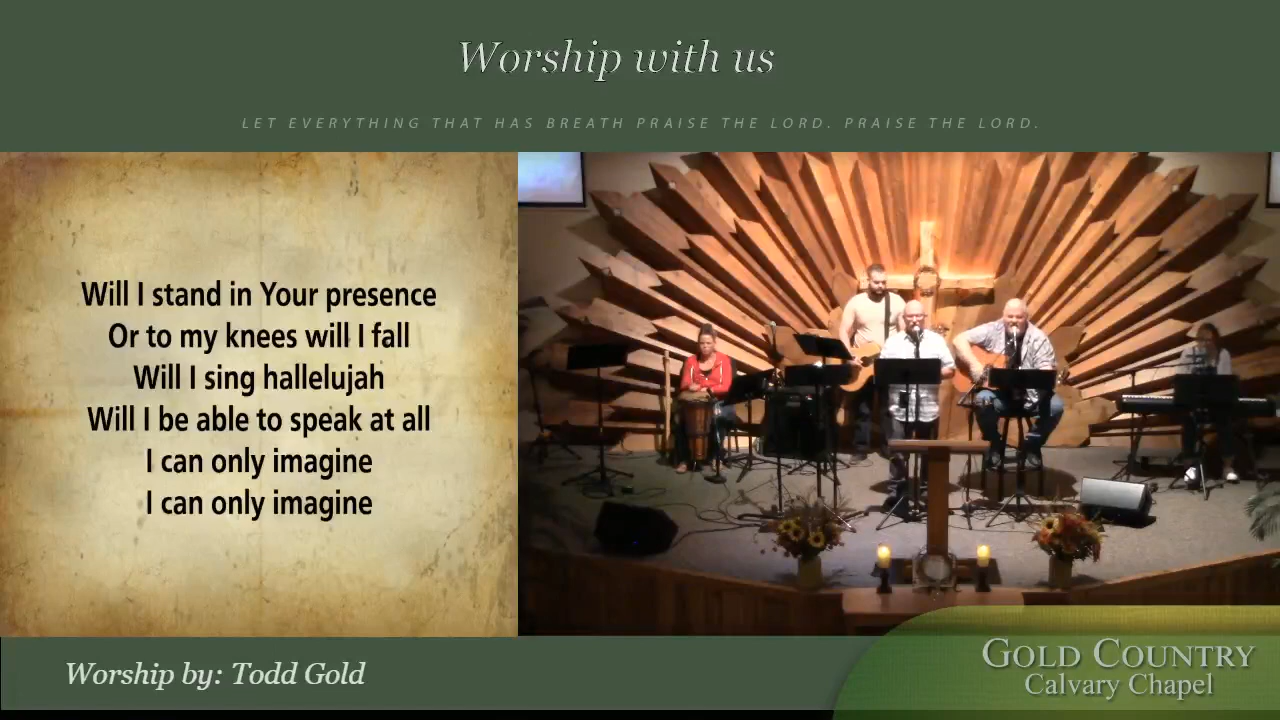 Worship with us
LET EVERYTHING THAT HAS BREATH PRAISE THE LORD. PRAISE THE LORD.
Will I stand in Your presence
Or to my knees will I fall
Will I sing hallelujah
Will I be able to speak at all
I can only imagine
I can only imagine
Worship by: Todd Gold
GOLD COUNTRY
Calvary Chapel